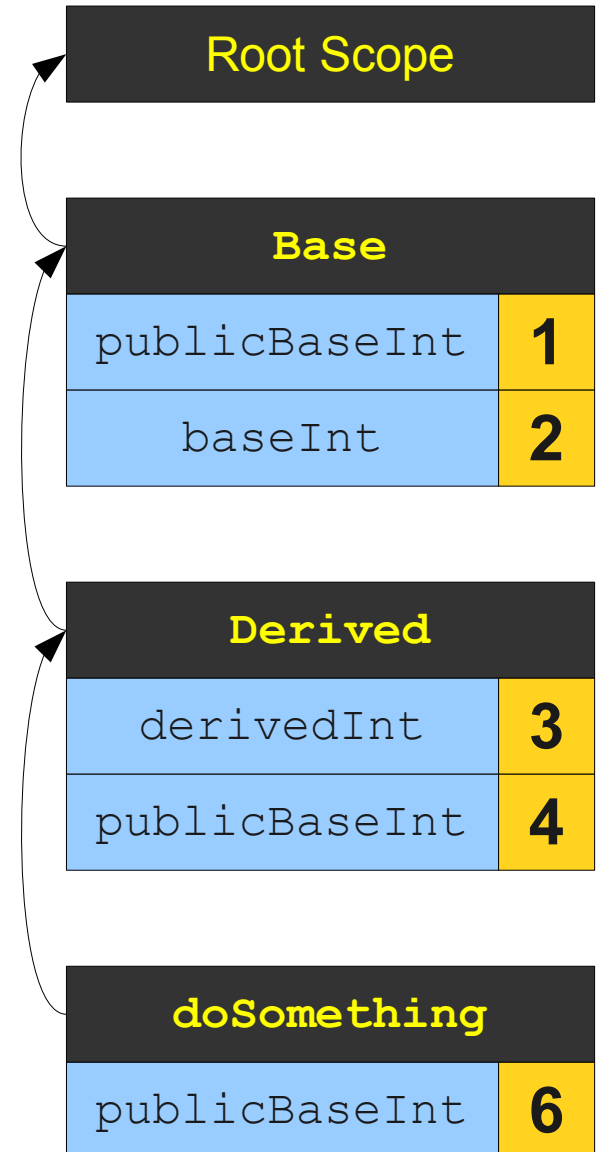 Root Scope
Base
publicBaseInt 1
baseInt 2
Derived
derivedInt 3
publicBaseInt 4
doSomething
publicBaseInt 6